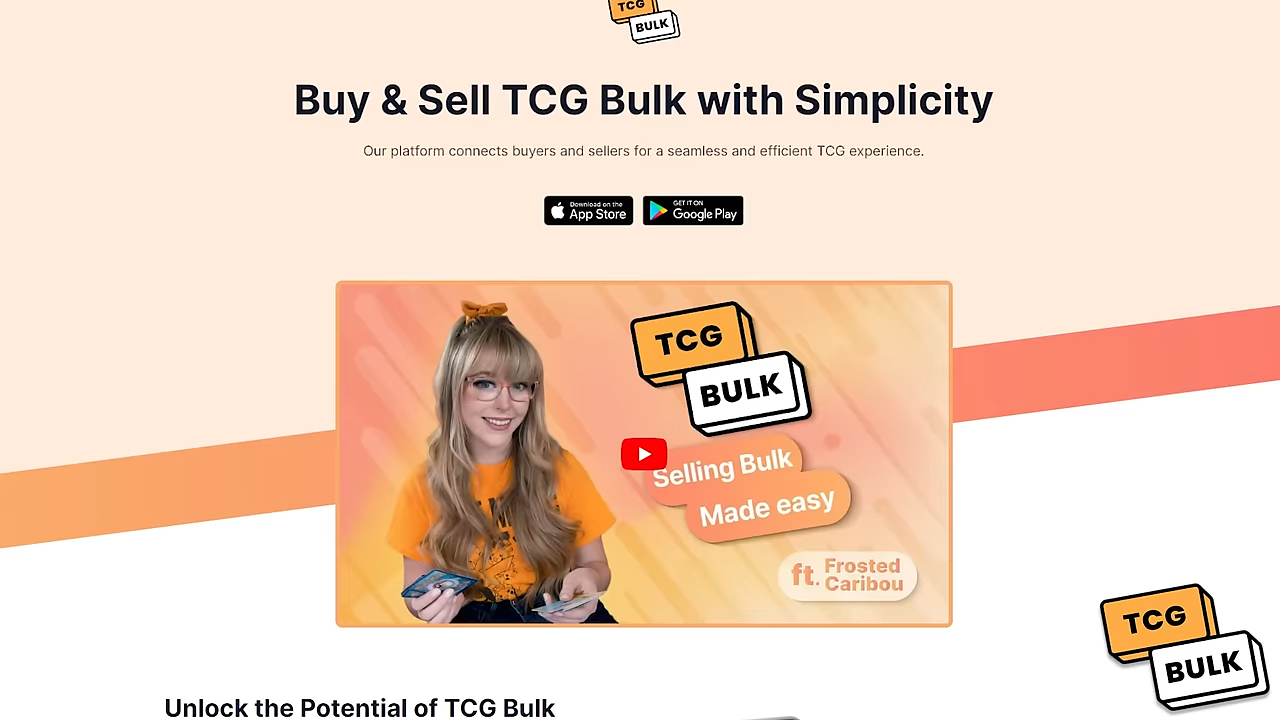 TCG
BULK
Buy & Sell TCG Bulk with Simplicity
Our platform connects buyers and sellers for a seamless and efficient TCG experience.
Download on the
App Store
GET IT ON
Google Play
TCG
BULK
Selling Bulk
Made easy
ft. Frosted
Caribou
TCG
BULK
Unlock the Potential of TCG Bulk